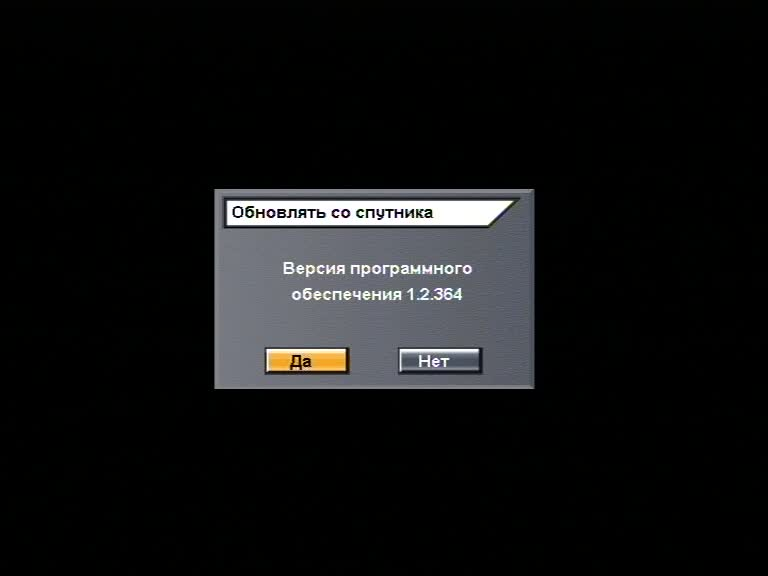 Обновлять со спутника
Версия программного
обеспечения 1.2.364
Да
Нет